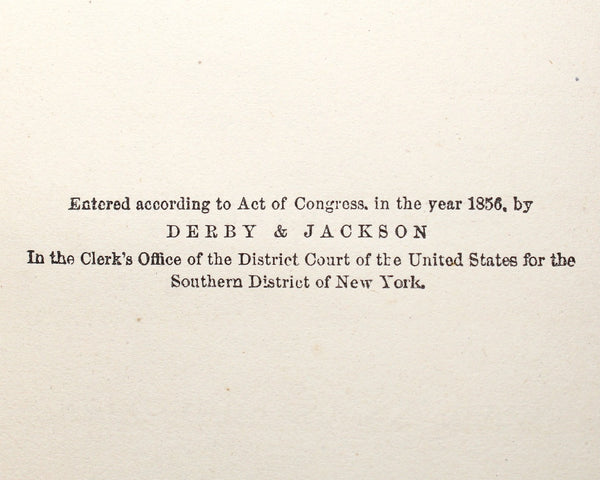 Entered according to Act of Congress, in the year 1856, by
DERBY & JACKSON
In the Clerk's Office of the District Court of the United States for the
Southern District of New York.